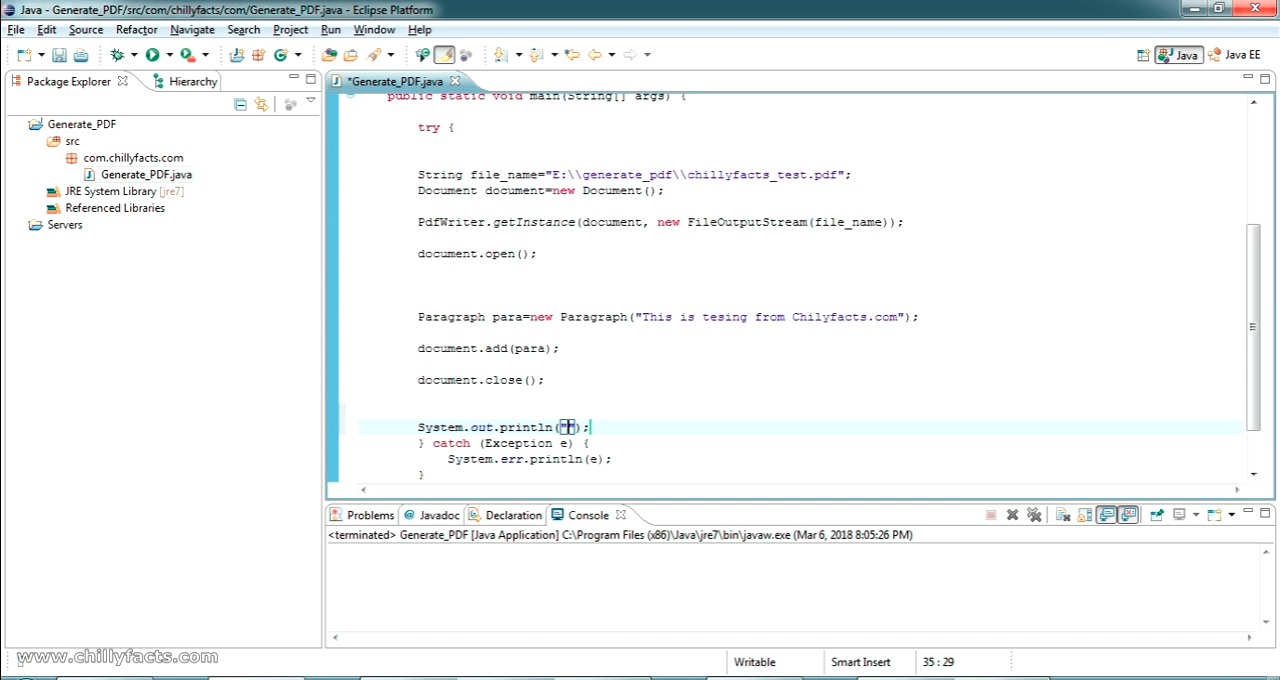 Java - Generate_PDF/src/com/chillyfacts/com/Generate_PDF.java - Eclipse Platform
File Edit Source Refactor Navigate Search Project Run Window Help
Java Java EE
Package Explorer Hierarchy
*Generate_PDF.java
Generate_PDF
src
com.chillyfacts.com
Generate_PDF.java
JRE System Library [jre7]
Referenced Libraries
Servers
public static void main(String[] args) {
try {
String file_name="E:\\generate_pdf\\chillyfacts_test.pdf";
Document document=new Document();
PdfWriter.getInstance(document, new FileOutputStream(file_name));
document.open();
Paragraph para=new Paragraph("This is tesing from Chilyfacts.com");
document.add(para);
document.close();
System.out.println("");
} catch (Exception e) {
System.err.println(e);
}
Problems Javadoc Declaration Console
<terminated> Generate_PDF [Java Application] C:\Program Files (x86)\Java\jre7\bin\javaw.exe (Mar 6, 2018 8:05:26 PM)
www.chillyfacts.com
Writable Smart Insert 35 : 29